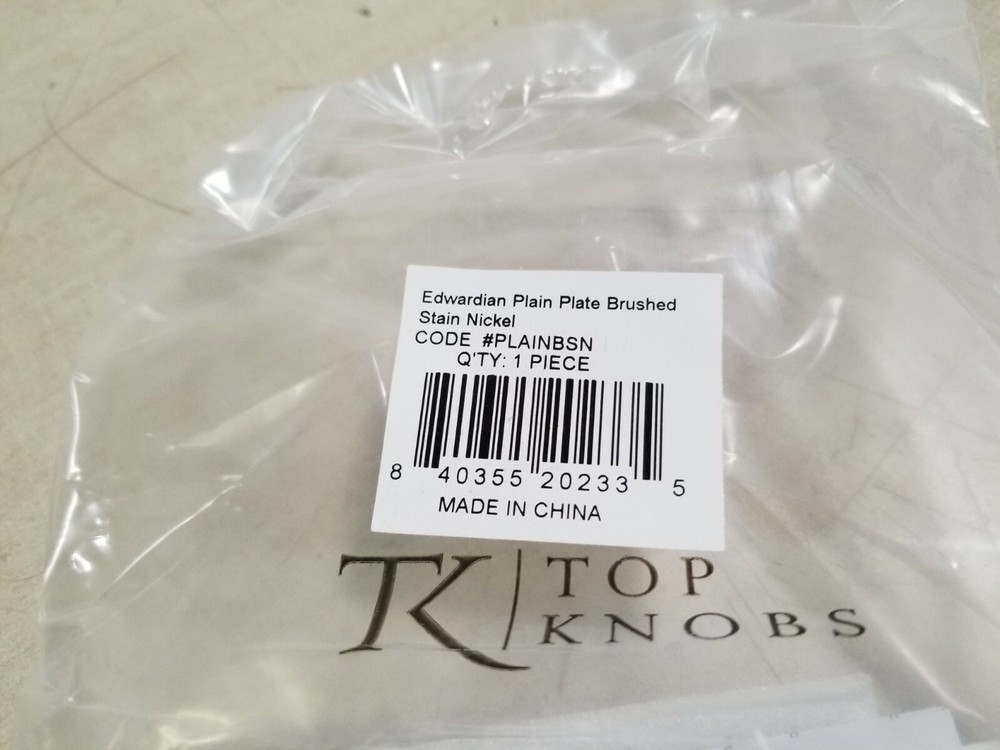 Edwardian Plain Plate Brushed
Stain Nickel
CODE #PLAINBSN
Q'TY: 1 PIECE
8 40355 20233 5
MADE IN CHINA
TK TOP
KNOBS